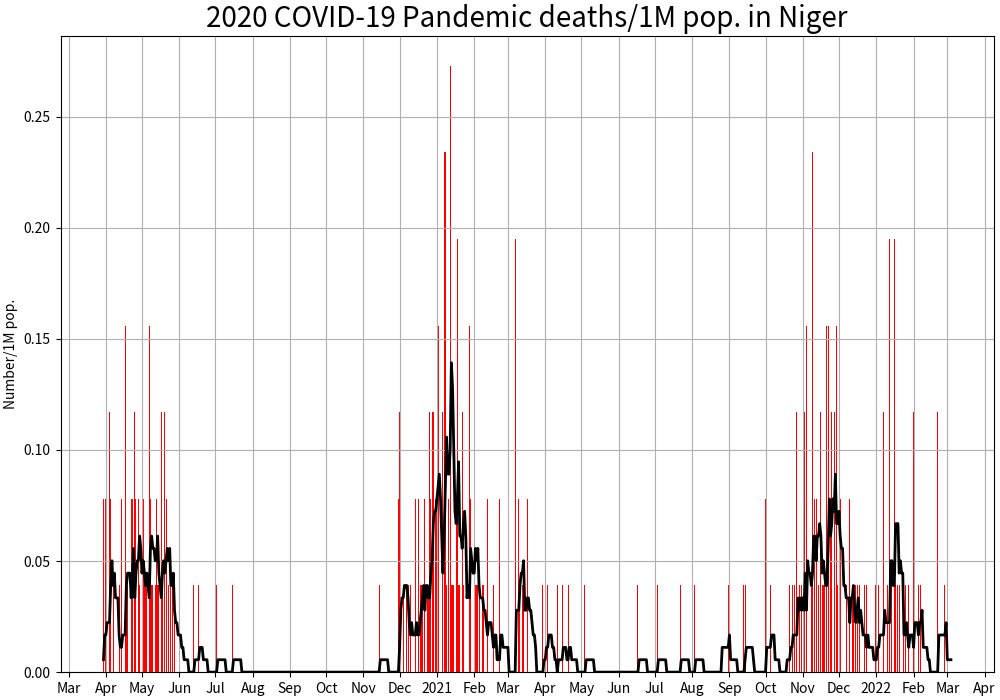 2020 COVID-19 Pandemic deaths/1M pop. in Niger
Number/1M pop.
0.25
0.20
0.15
0.10
0.05
0.00
Mar Apr May Jun Jul Aug Sep Oct Nov Dec 2021 Feb Mar Apr May Jun Jul Aug Sep Oct Nov Dec 2022 Feb Mar Apr